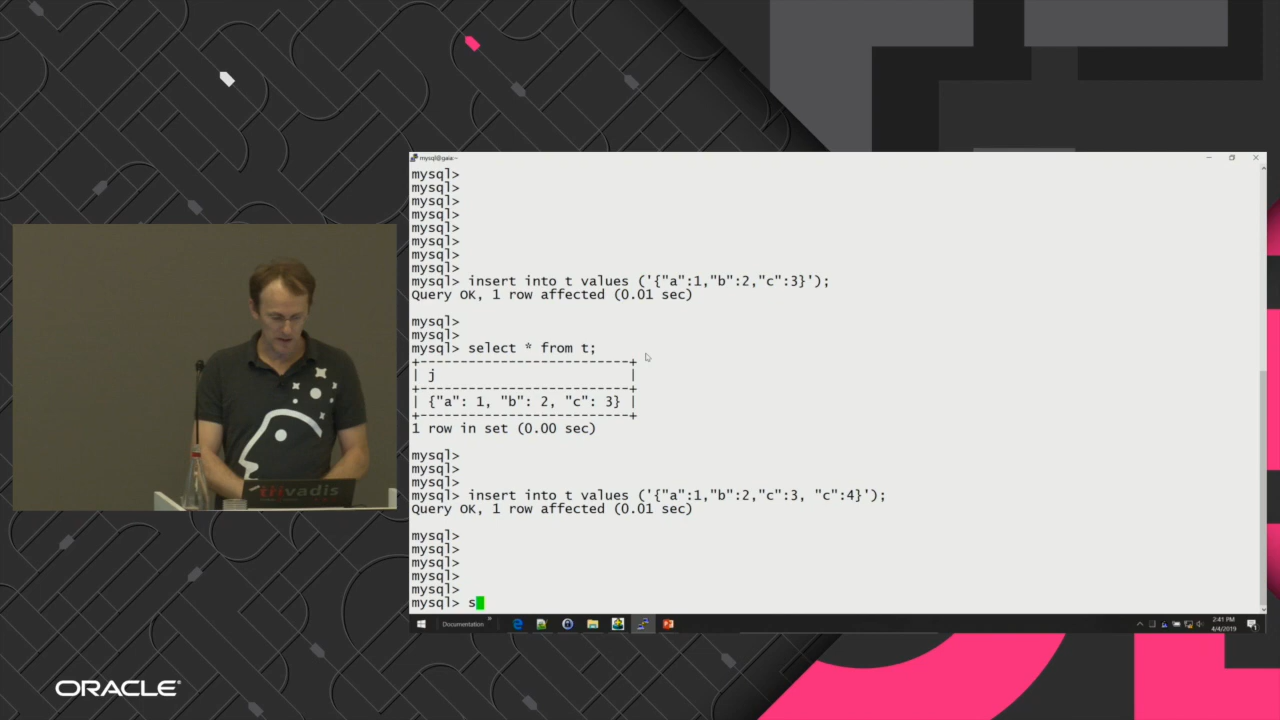 mysql@gaia:~
mysql>
mysql>
mysql>
mysql>
mysql>
mysql>
mysql>
mysql>
mysql> insert into t values ('{"a":1,"b":2,"c":3}');
Query OK, 1 row affected (0.01 sec)
mysql>
mysql>
mysql> select * from t;
+--------------------------+
| j                        |
+--------------------------+
| {"a": 1, "b": 2, "c": 3} |
+--------------------------+
1 row in set (0.00 sec)
mysql>
mysql>
mysql>
mysql> insert into t values ('{"a":1,"b":2,"c":3, "c":4}');
Query OK, 1 row affected (0.01 sec)
mysql>
mysql>
mysql>
mysql>
mysql>
mysql> s
Documentation
2:41 PM
4/4/2019
trivadis
ORACLE